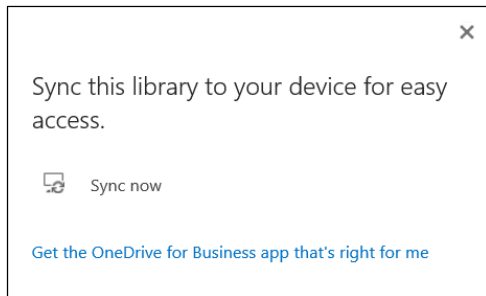 Sync this library to your device for easy
access.
Sync now
Get the OneDrive for Business app that's right for me